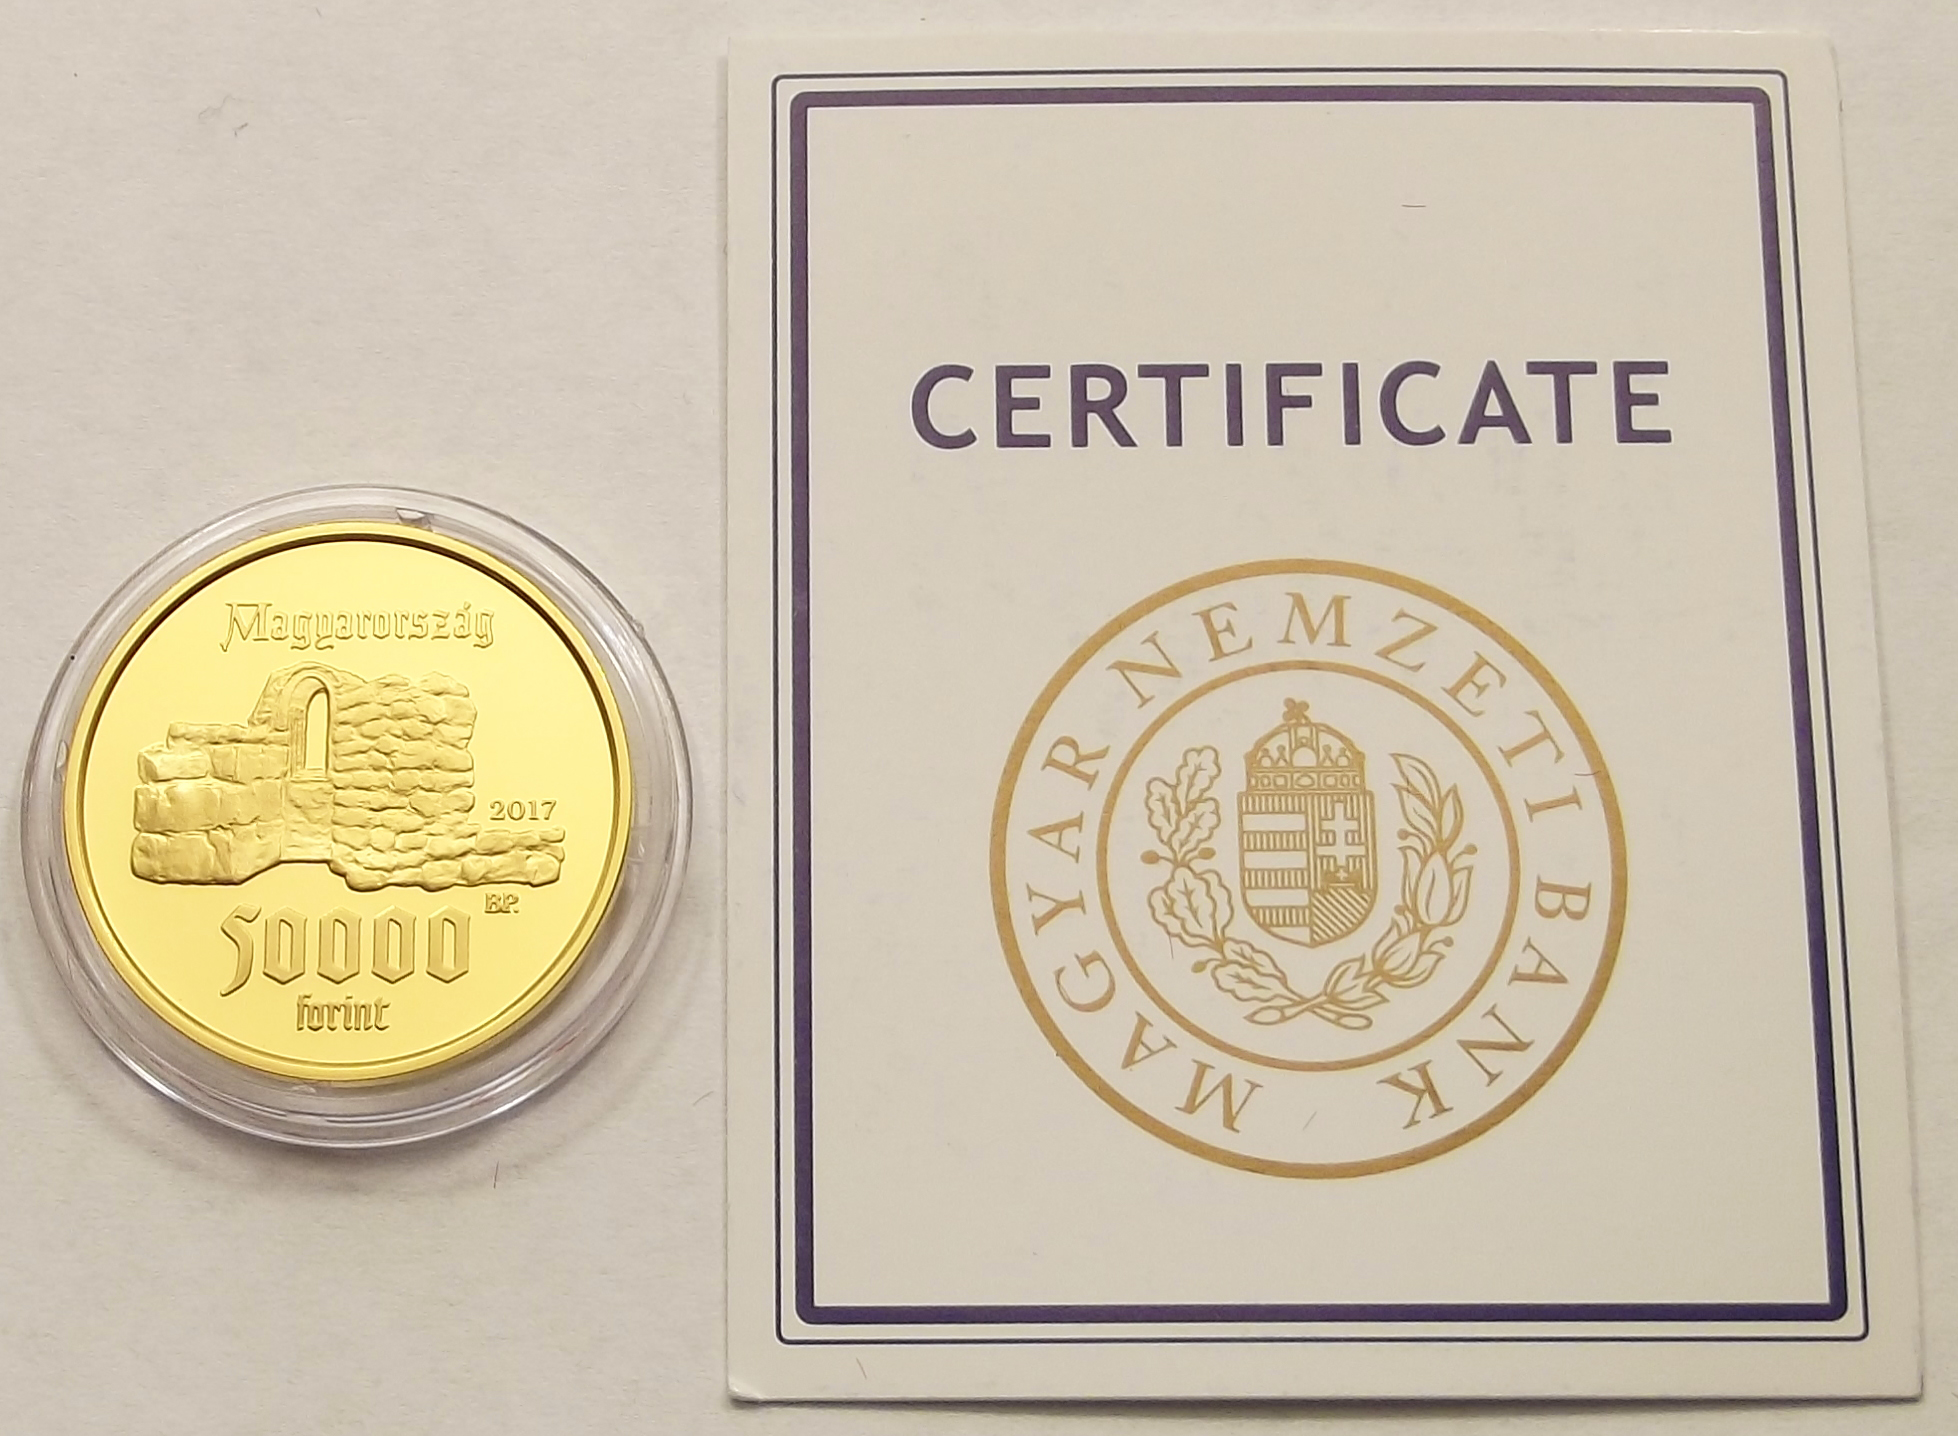 Magyarország
2017
BP.
50000
forint
CERTIFICATE
MAGYAR NEMZETI BANK